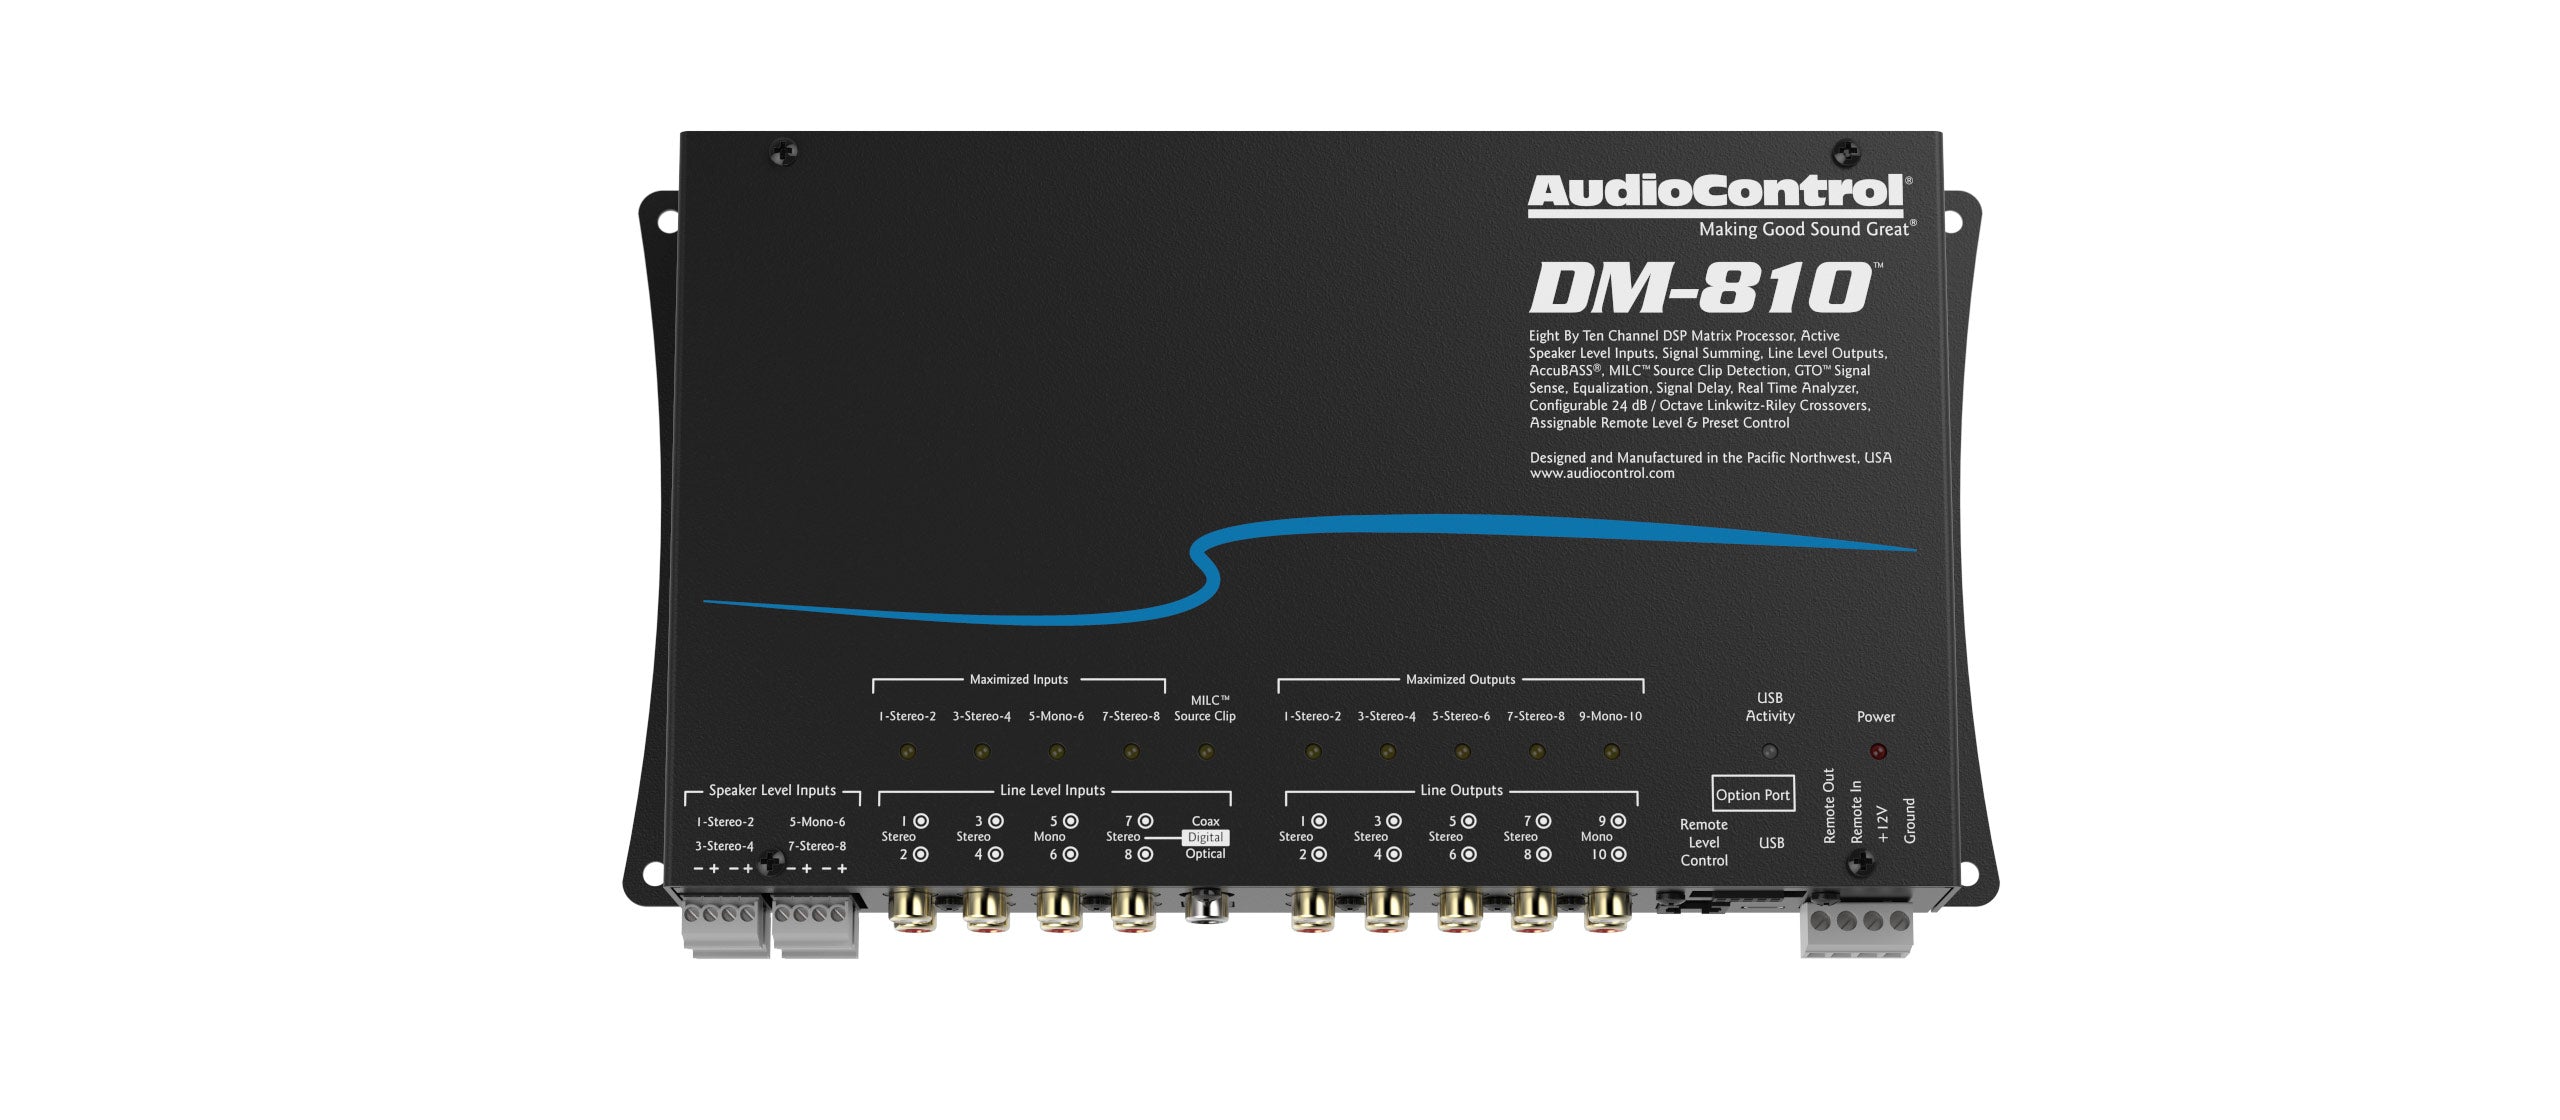 AudioControl®
Making Good Sound Great®
DM-810™
Eight By Ten Channel DSP Matrix Processor, Active
Speaker Level Inputs, Signal Summing, Line Level Outputs,
AccuBASS®, MILC™ Source Clip Detection, GTO™ Signal
Sense, Equalization, Signal Delay, Real Time Analyzer,
Configurable 24 dB / Octave Linkwitz-Riley Crossovers,
Assignable Remote Level & Preset Control
Designed and Manufactured in the Pacific Northwest, USA
www.audiocontrol.com
Maximized Inputs
1-Stereo-2 3-Stereo-4 5-Mono-6 7-Stereo-8
MILC™
Source Clip
Maximized Outputs
1-Stereo-2 3-Stereo-4 5-Stereo-6 7-Stereo-8 9-Mono-10
USB
Activity
Power
Speaker Level Inputs
1-Stereo-2 5-Mono-6
3-Stereo-4 7-Stereo-8
- + - + - + - +
Line Level Inputs
1 3 5 7 Coax
Stereo Stereo Mono Stereo Digital
2 4 6 8 Optical
Line Outputs
1 3 5 7 9
Stereo Stereo Stereo Stereo Mono
2 4 6 8 10
Option Port
Remote
Level
Control
USB
Remote Out
Remote In
+12V
Ground